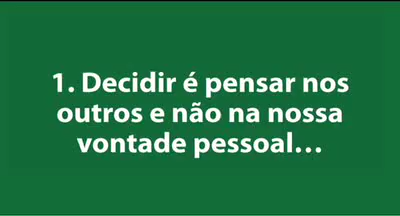 1. Decidir é pensar nos
outros e não na nossa
vontade pessoal…